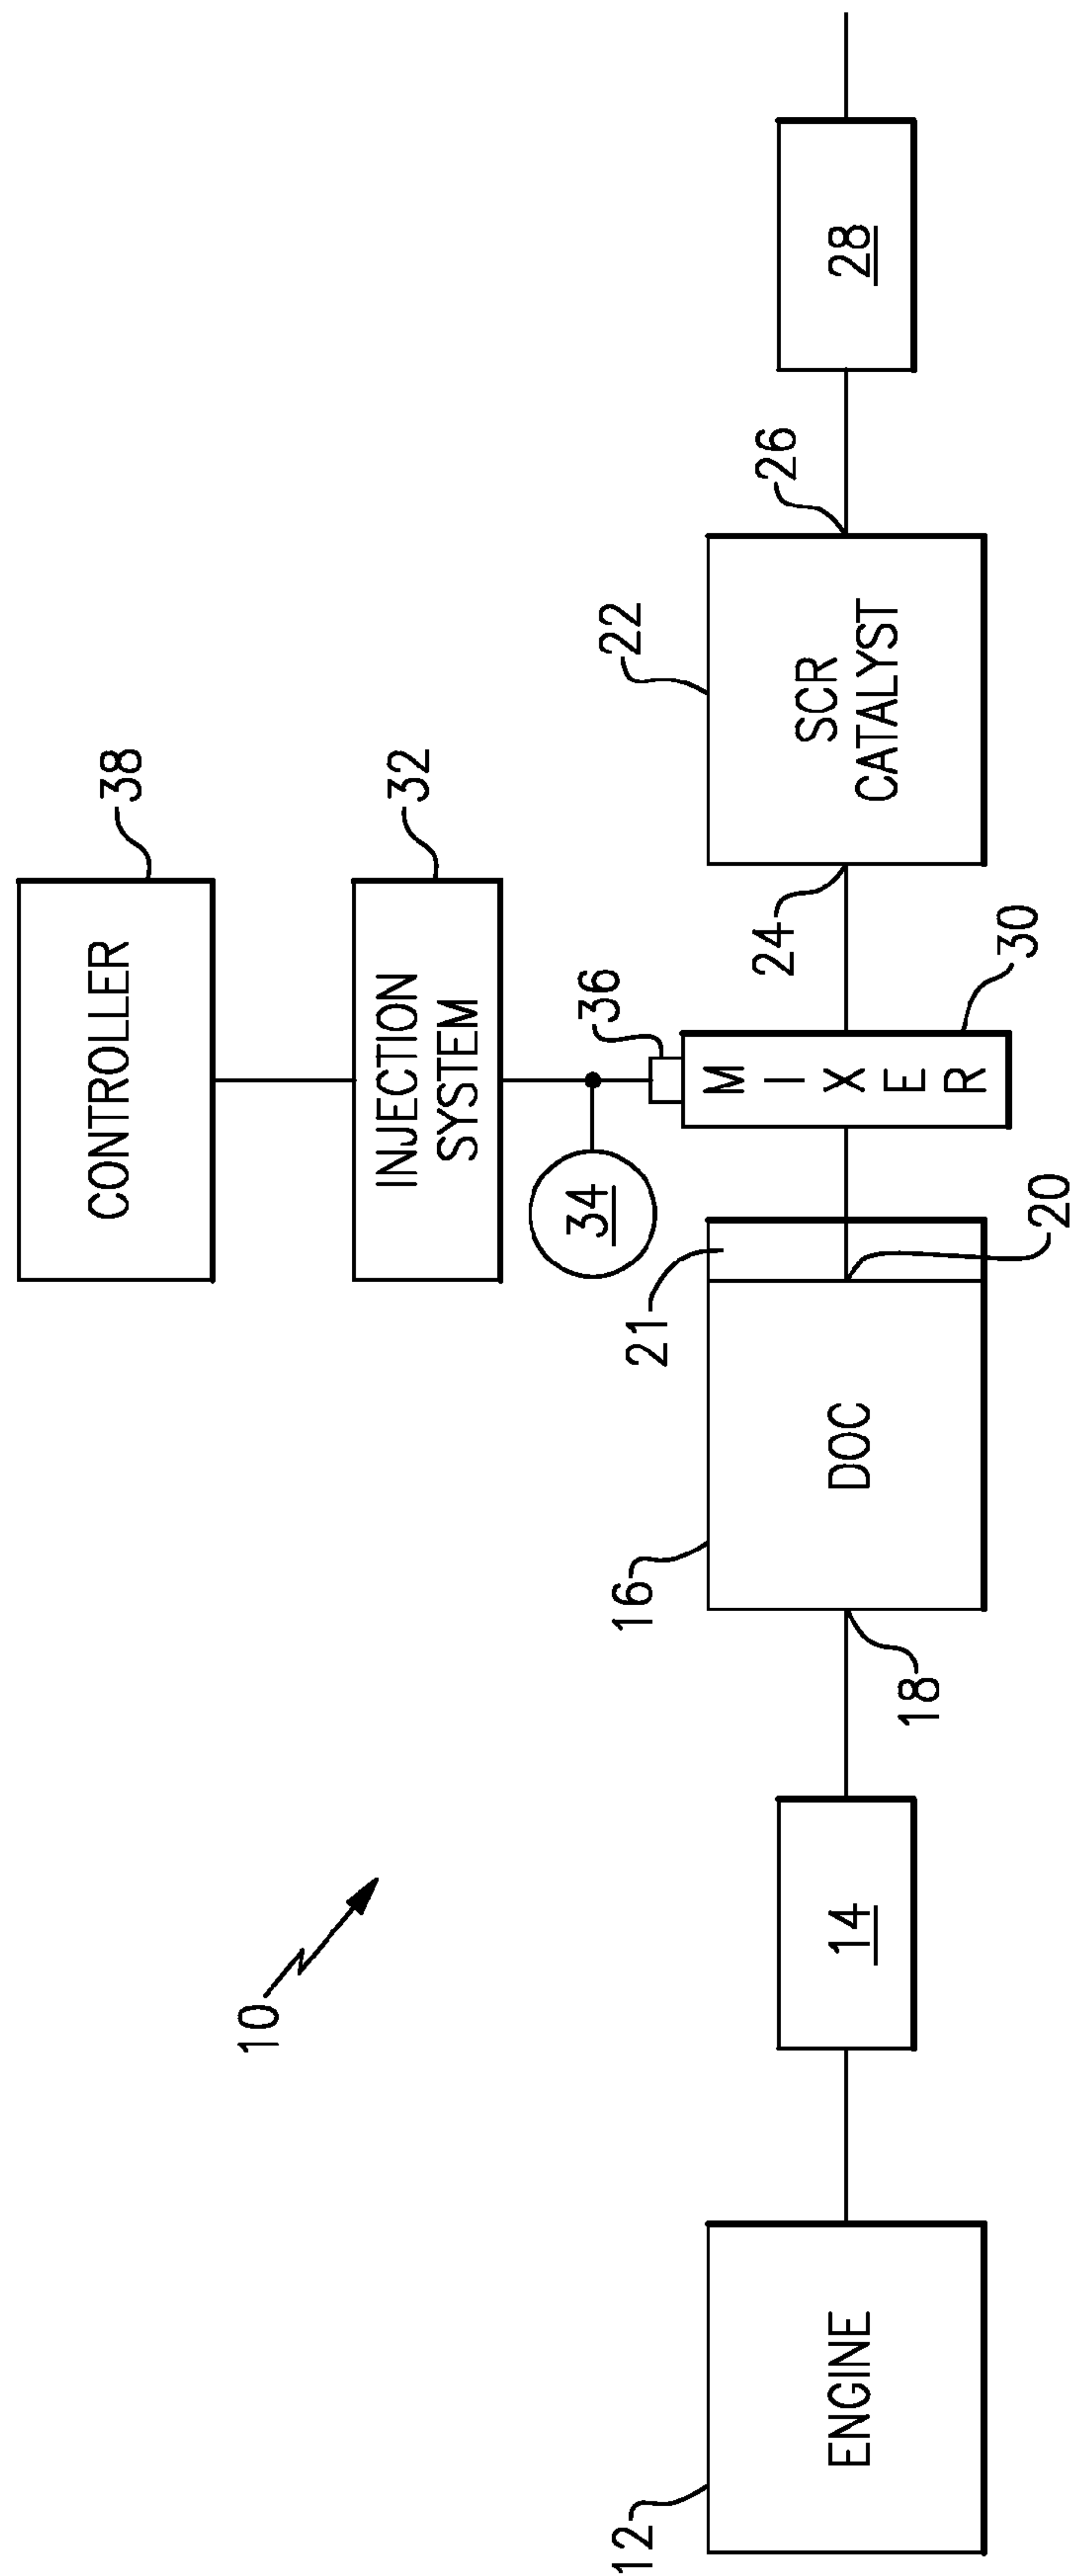 10
CONTROLLER
38
INJECTION
SYSTEM
32
34
36
12
ENGINE
14
16
DOC
18
21
20
MIXER
30
22
SCR
CATALYST
24
26
28